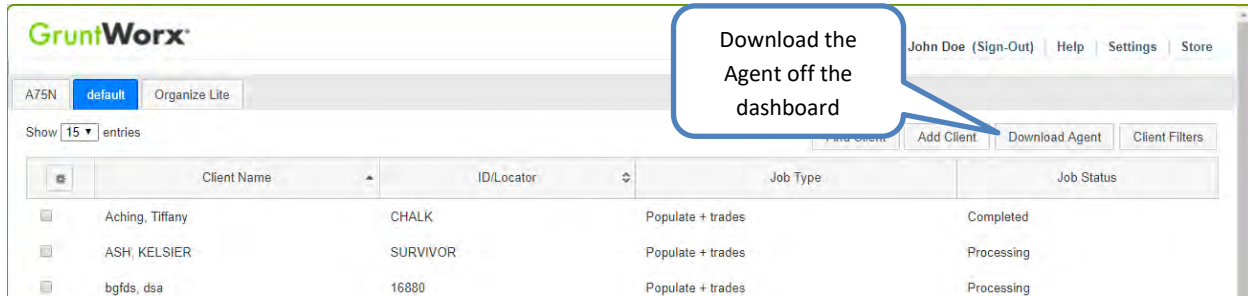 GruntWorx
Download the
Agent off the
dashboard
John Doe (Sign-Out) | Help | Settings | Store
A75N default Organize Lite
Show 15 entries
Find Client Add Client Download Agent Client Filters
Client Name ID/Locator Job Type Job Status
Aching, Tiffany CHALK Populate + trades Completed
ASH, KELSIER SURVIVOR Populate + trades Processing
bgfds, dsa 16880 Populate + trades Processing